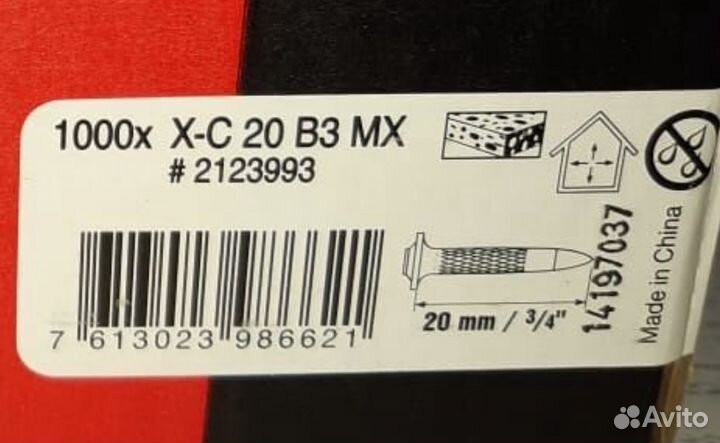 1000x X-C 20 B3 MX
# 2123993
7 613023 986621
20 mm / 3/4"
14197037
Made in China
Avito